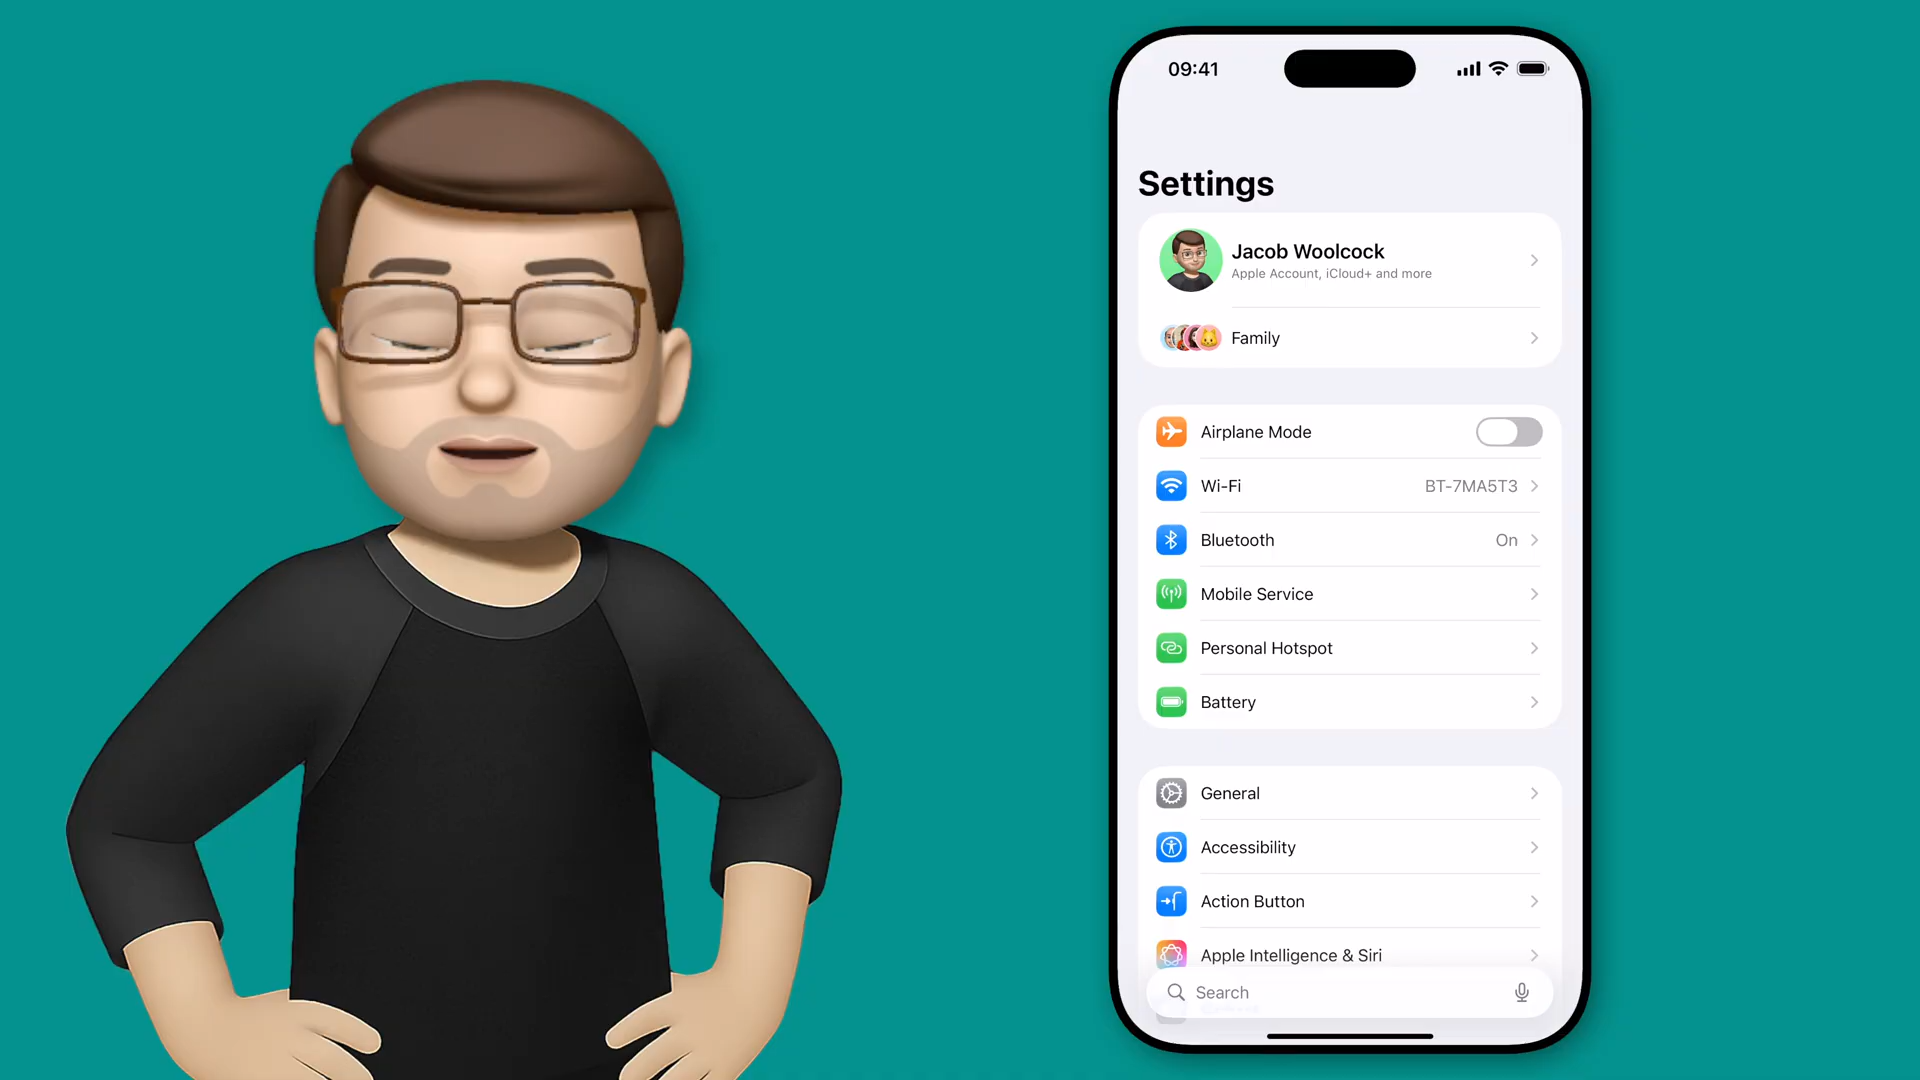 09:41
Settings
Jacob Woolcock
Apple Account, iCloud+ and more
Family
Airplane Mode
Wi-Fi BT-7MA5T3
Bluetooth On
Mobile Service
Personal Hotspot
Battery
General
Accessibility
Action Button
Apple Intelligence & Siri
Search